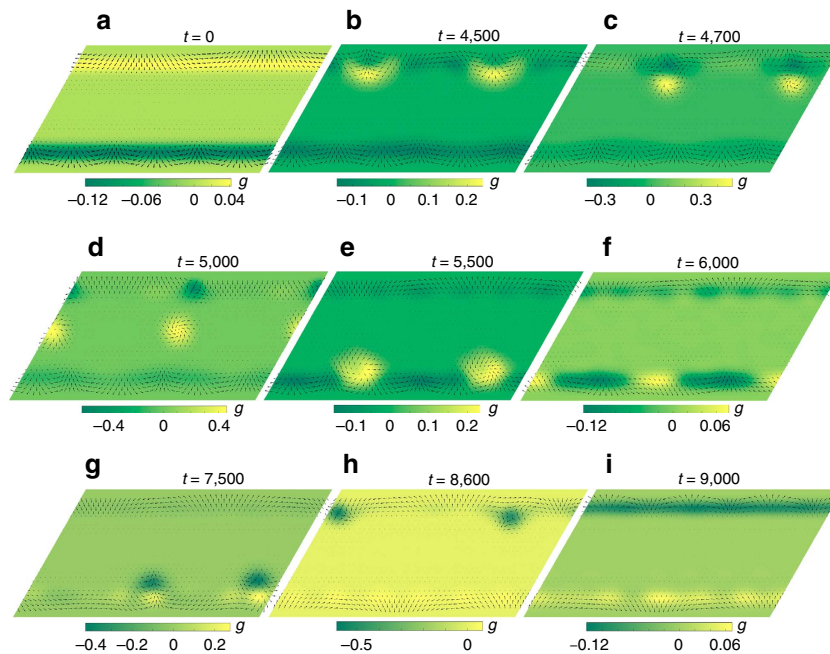 a b c
t = 0 t = 4,500 t = 4,700
g g g
−0.12 −0.06 0 0.04 −0.1 0 0.1 0.2 −0.3 0 0.3
d e f
t = 5,000 t = 5,500 t = 6,000
g g g
−0.4 0 0.4 −0.1 0 0.1 0.2 −0.12 0 0.06
g h i
t = 7,500 t = 8,600 t = 9,000
g g g
−0.4 −0.2 0 0.2 −0.5 0 −0.12 0 0.06